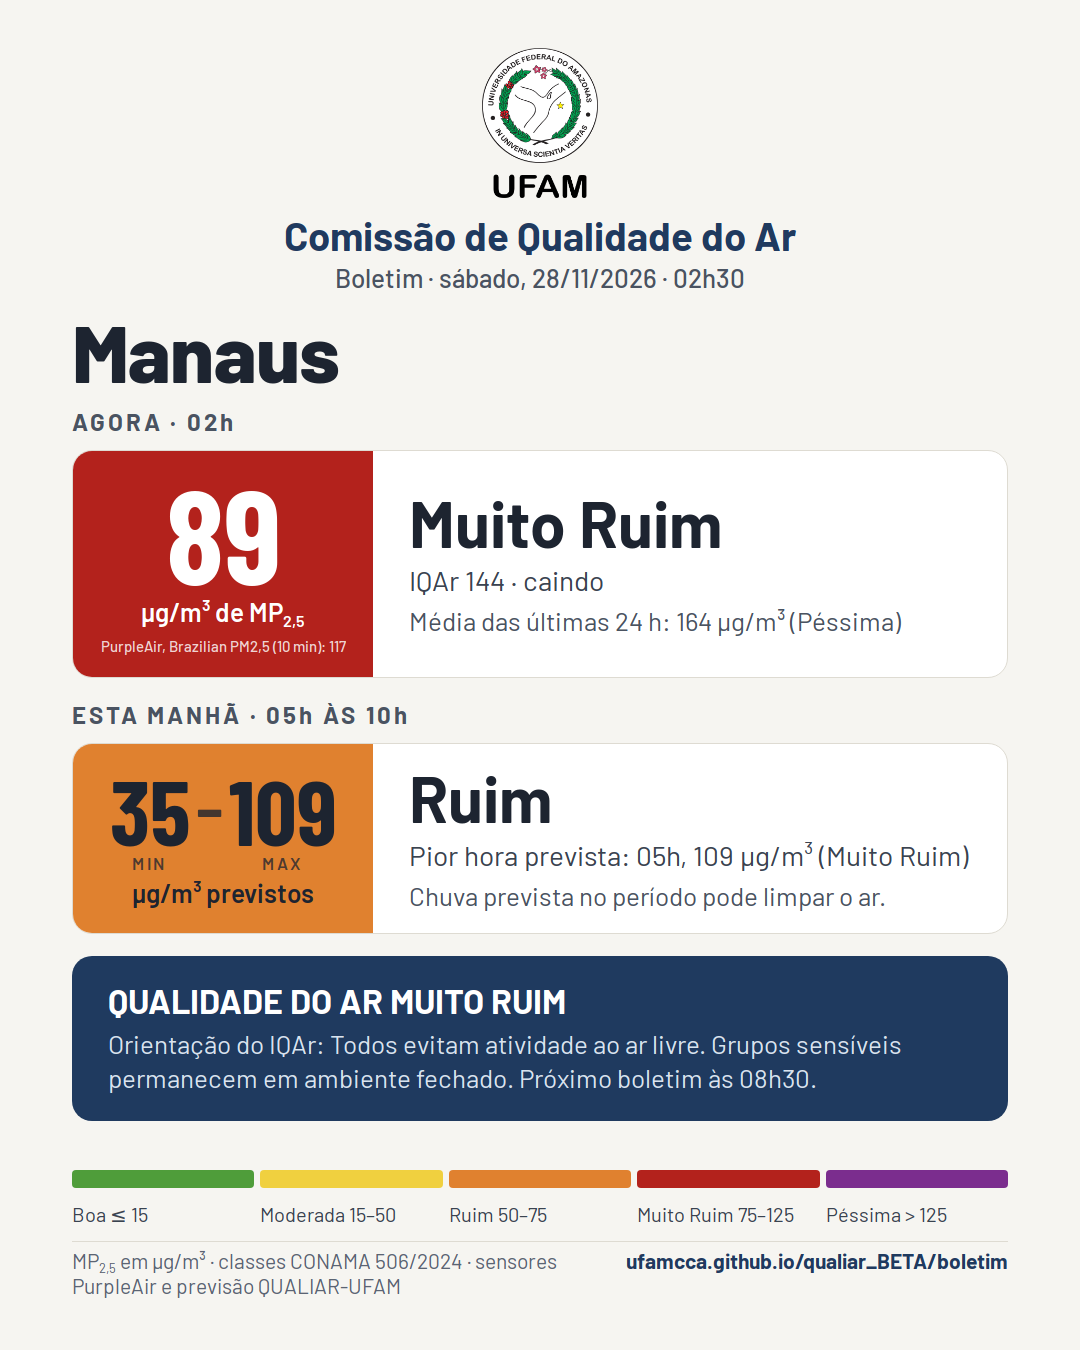 UNIVERSIDADE FEDERAL DO AMAZONAS
IN UNIVERSA SCIENTIA VERITAS
UFAM
Comissão de Qualidade do Ar
Boletim · sábado, 28/11/2026 · 02h30
Manaus
AGORA · 02h
89
µg/m³ de MP2,5
PurpleAir, Brazilian PM2,5 (10 min): 117
Muito Ruim
IQAr 144 · caindo
Média das últimas 24 h: 164 µg/m³ (Péssima)
ESTA MANHÃ · 05h ÀS 10h
35-109
MIN MAX
µg/m³ previstos
Ruim
Pior hora prevista: 05h, 109 µg/m³ (Muito Ruim)
Chuva prevista no período pode limpar o ar.
QUALIDADE DO AR MUITO RUIM
Orientação do IQAr: Todos evitam atividade ao ar livre. Grupos sensíveis
permanecem em ambiente fechado. Próximo boletim às 08h30.
Boa ≤ 15 Moderada 15–50 Ruim 50–75 Muito Ruim 75–125 Péssima > 125
MP2,5 em µg/m³ · classes CONAMA 506/2024 · sensores
PurpleAir e previsão QUALIAR-UFAM
ufamcca.github.io/qualiar_BETA/boletim